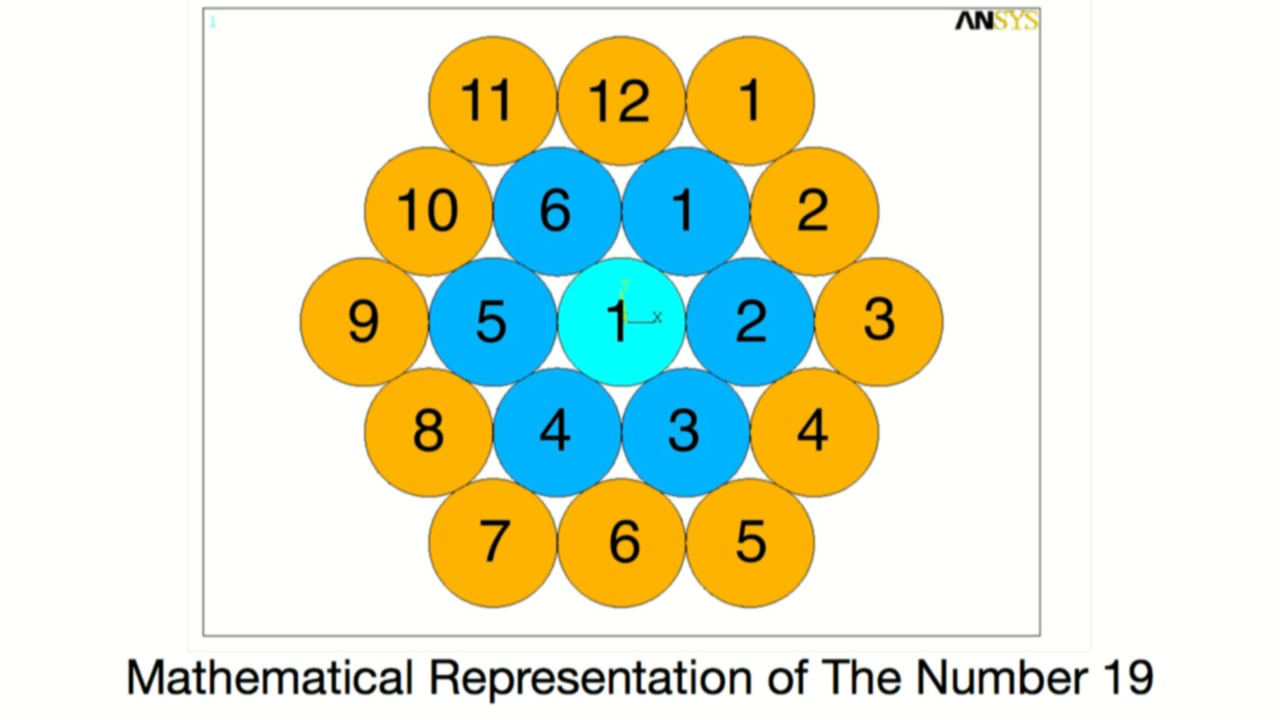 1
ANSYS
11 12 1
10 6 1 2
9 5 1 2 3
Y
X
8 4 3 4
7 6 5
Mathematical Representation of The Number 19